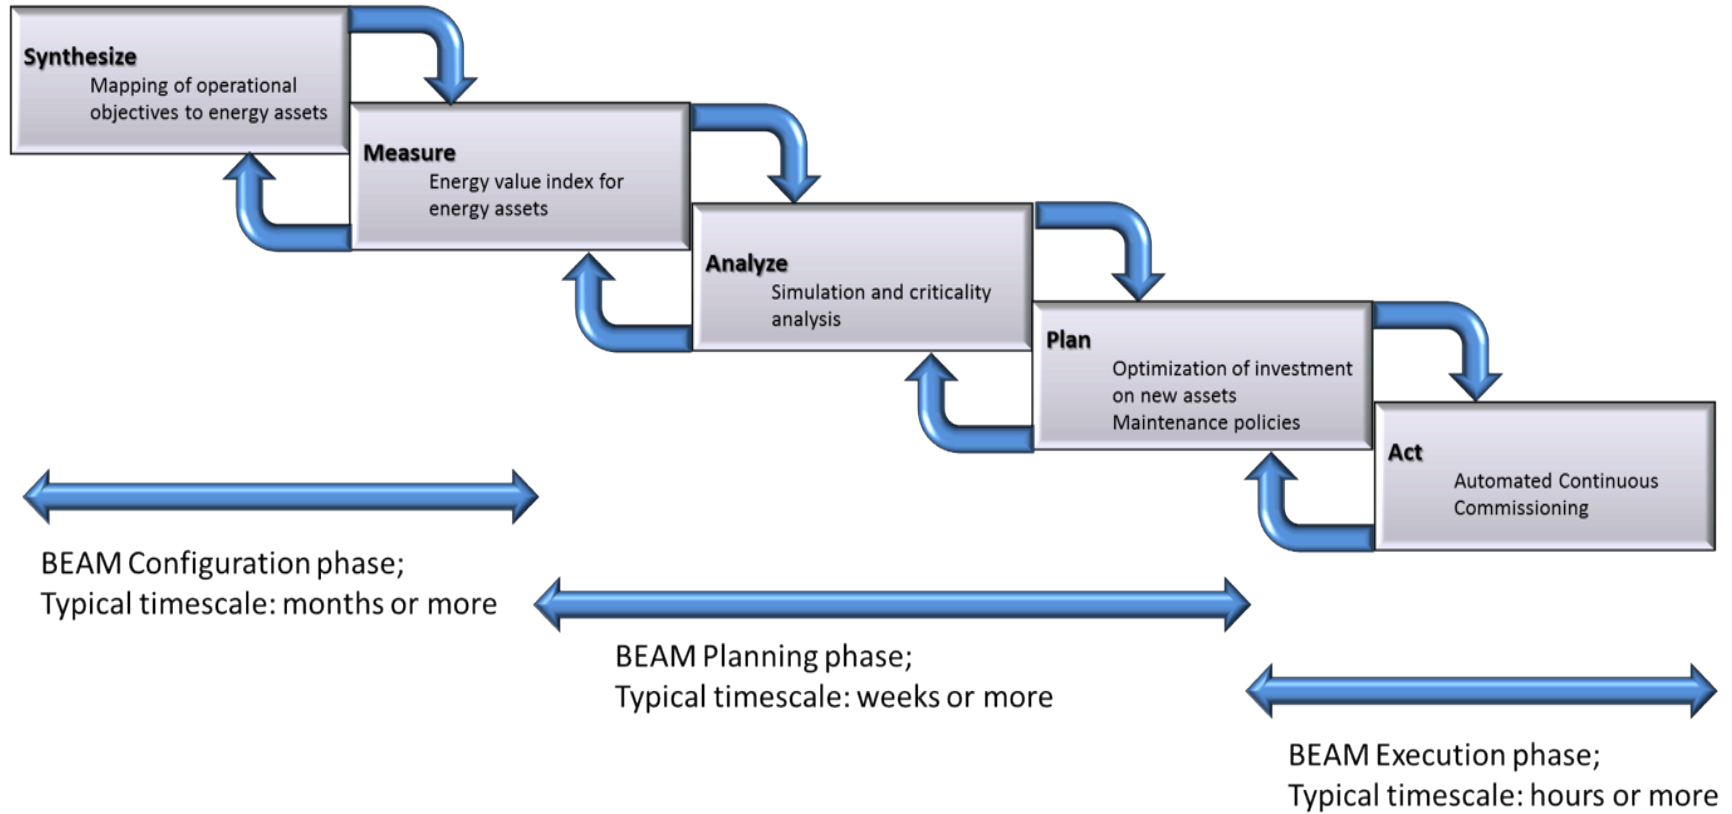 Synthesize
Mapping of operational
objectives to energy assets
Measure
Energy value index for
energy assets
Analyze
Simulation and criticality
analysis
Plan
Optimization of investment
on new assets
Maintenance policies
Act
Automated Continuous
Commissioning
BEAM Configuration phase;
Typical timescale: months or more
BEAM Planning phase;
Typical timescale: weeks or more
BEAM Execution phase;
Typical timescale: hours or more